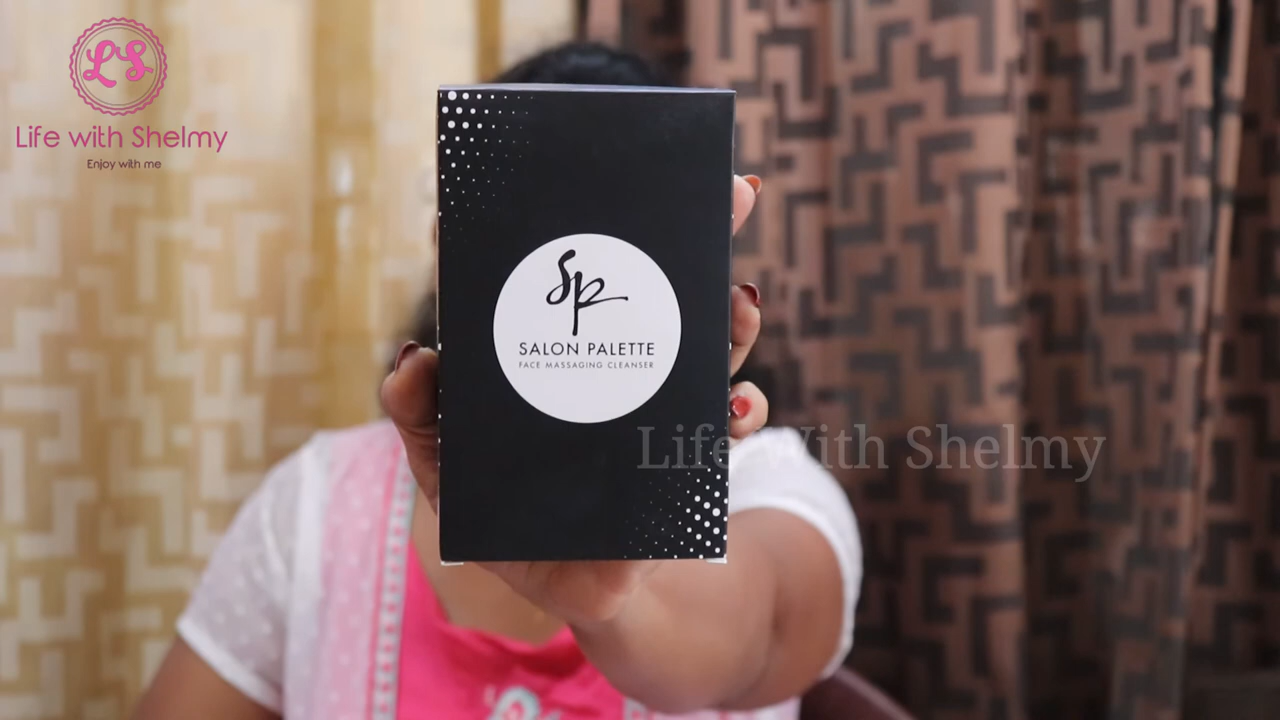 LS
Life with Shelmy
Enjoy with me
sp
SALON PALETTE
FACE MASSAGING CLEANSER
Life With Shelmy